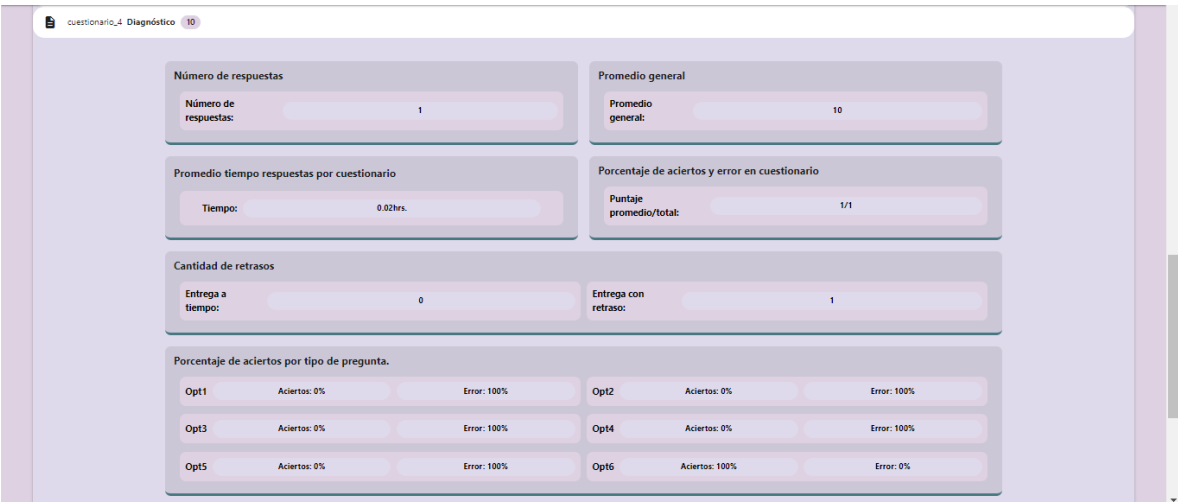 cuestionario_4 Diagnóstico 10
Número de respuestas
Número de
respuestas:
1
Promedio general
Promedio
general:
10
Promedio tiempo respuestas por cuestionario
Tiempo:
0.02hrs.
Porcentaje de aciertos y error en cuestionario
Puntaje
promedio/total:
1/1
Cantidad de retrasos
Entrega a
tiempo:
0
Entrega con
retraso:
1
Porcentaje de aciertos por tipo de pregunta.
Opt1 Aciertos: 0% Error: 100%
Opt2 Aciertos: 0% Error: 100%
Opt3 Aciertos: 0% Error: 100%
Opt4 Aciertos: 0% Error: 100%
Opt5 Aciertos: 0% Error: 100%
Opt6 Aciertos: 100% Error: 0%